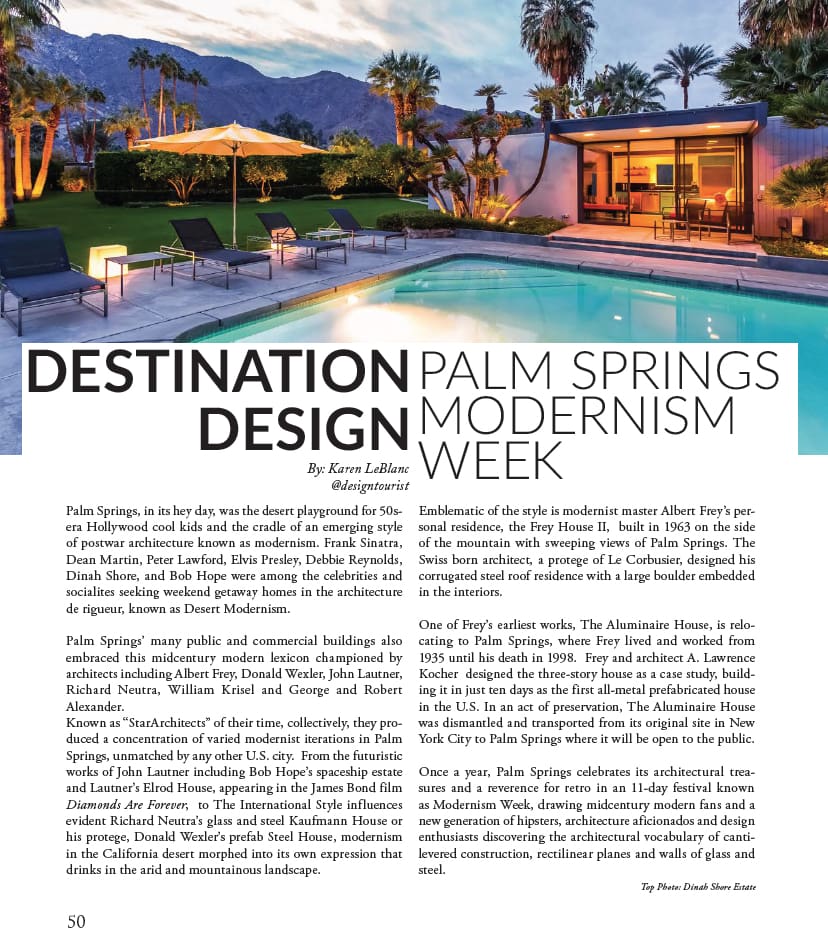 DESTINATION
DESIGN
PALM SPRINGS
MODERNISM
WEEK
By: Karen LeBlanc
@designtourist
Palm Springs, in its hey day, was the desert playground for 50s-
era Hollywood cool kids and the cradle of an emerging style
of postwar architecture known as modernism. Frank Sinatra,
Dean Martin, Peter Lawford, Elvis Presley, Debbie Reynolds,
Dinah Shore, and Bob Hope were among the celebrities and
socialites seeking weekend getaway homes in the architecture
de rigueur, known as Desert Modernism.
Palm Springs’ many public and commercial buildings also
embraced this midcentury modern lexicon championed by
architects including Albert Frey, Donald Wexler, John Lautner,
Richard Neutra, William Krisel and George and Robert
Alexander.
Known as “StarArchitects” of their time, collectively, they pro-
duced a concentration of varied modernist iterations in Palm
Springs, unmatched by any other U.S. city. From the futuristic
works of John Lautner including Bob Hope’s spaceship estate
and Lautner’s Elrod House, appearing in the James Bond film
Diamonds Are Forever, to The International Style influences
evident Richard Neutra’s glass and steel Kaufmann House or
his protege, Donald Wexler’s prefab Steel House, modernism
in the California desert morphed into its own expression that
drinks in the arid and mountainous landscape.
Emblematic of the style is modernist master Albert Frey’s per-
sonal residence, the Frey House II, built in 1963 on the side
of the mountain with sweeping views of Palm Springs. The
Swiss born architect, a protege of Le Corbusier, designed his
corrugated steel roof residence with a large boulder embedded
in the interiors.
One of Frey’s earliest works, The Aluminaire House, is relo-
cating to Palm Springs, where Frey lived and worked from
1935 until his death in 1998. Frey and architect A. Lawrence
Kocher designed the three-story house as a case study, build-
ing it in just ten days as the first all-metal prefabricated house
in the U.S. In an act of preservation, The Aluminaire House
was dismantled and transported from its original site in New
York City to Palm Springs where it will be open to the public.
Once a year, Palm Springs celebrates its architectural trea-
sures and a reverence for retro in an 11-day festival known
as Modernism Week, drawing midcentury modern fans and a
new generation of hipsters, architecture aficionados and design
enthusiasts discovering the architectural vocabulary of canti-
levered construction, rectilinear planes and walls of glass and
steel.
Top Photo: Dinah Shore Estate
50